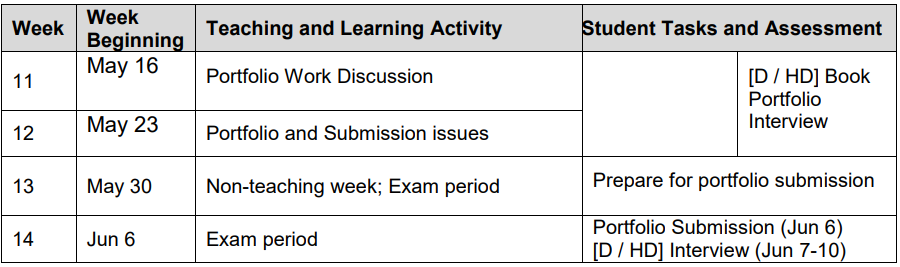 Week
Week
Beginning
Teaching and Learning Activity
Student Tasks and Assessment
11
May 16
Portfolio Work Discussion
[D / HD] Book
Portfolio
Interview
12
May 23
Portfolio and Submission issues
13
May 30
Non-teaching week; Exam period
Prepare for portfolio submission
14
Jun 6
Exam period
Portfolio Submission (Jun 6)
[D / HD] Interview (Jun 7-10)